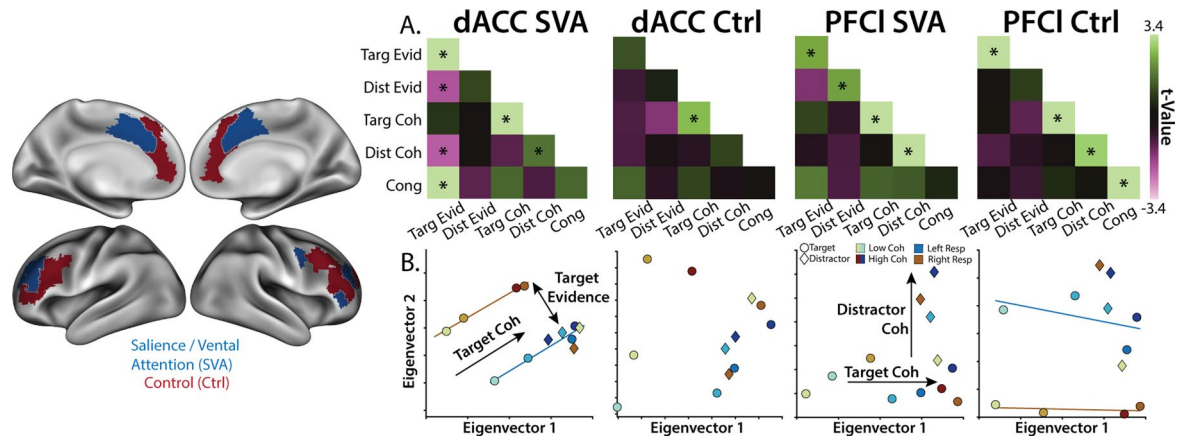 A. dACC SVA dACC Ctrl PFCl SVA PFCl Ctrl
Targ Evid
Dist Evid
Targ Coh
Dist Coh
Cong
* * * * * * * * * * * * * * * *
3.4
t-Value
-3.4
Targ Evid Dist Evid Targ Coh Dist Coh Cong
Targ Evid Dist Evid Targ Coh Dist Coh Cong
Targ Evid Dist Evid Targ Coh Dist Coh Cong
Targ Evid Dist Evid Targ Coh Dist Coh Cong
Salience / Vental
Attention (SVA)
Control (Ctrl)
B.
Eigenvector 2
Target
Evidence
Target Coh
Target Low Coh Left Resp
Distractor High Coh Right Resp
Distractor
Coh
Target Coh
Eigenvector 1 Eigenvector 1 Eigenvector 1 Eigenvector 1